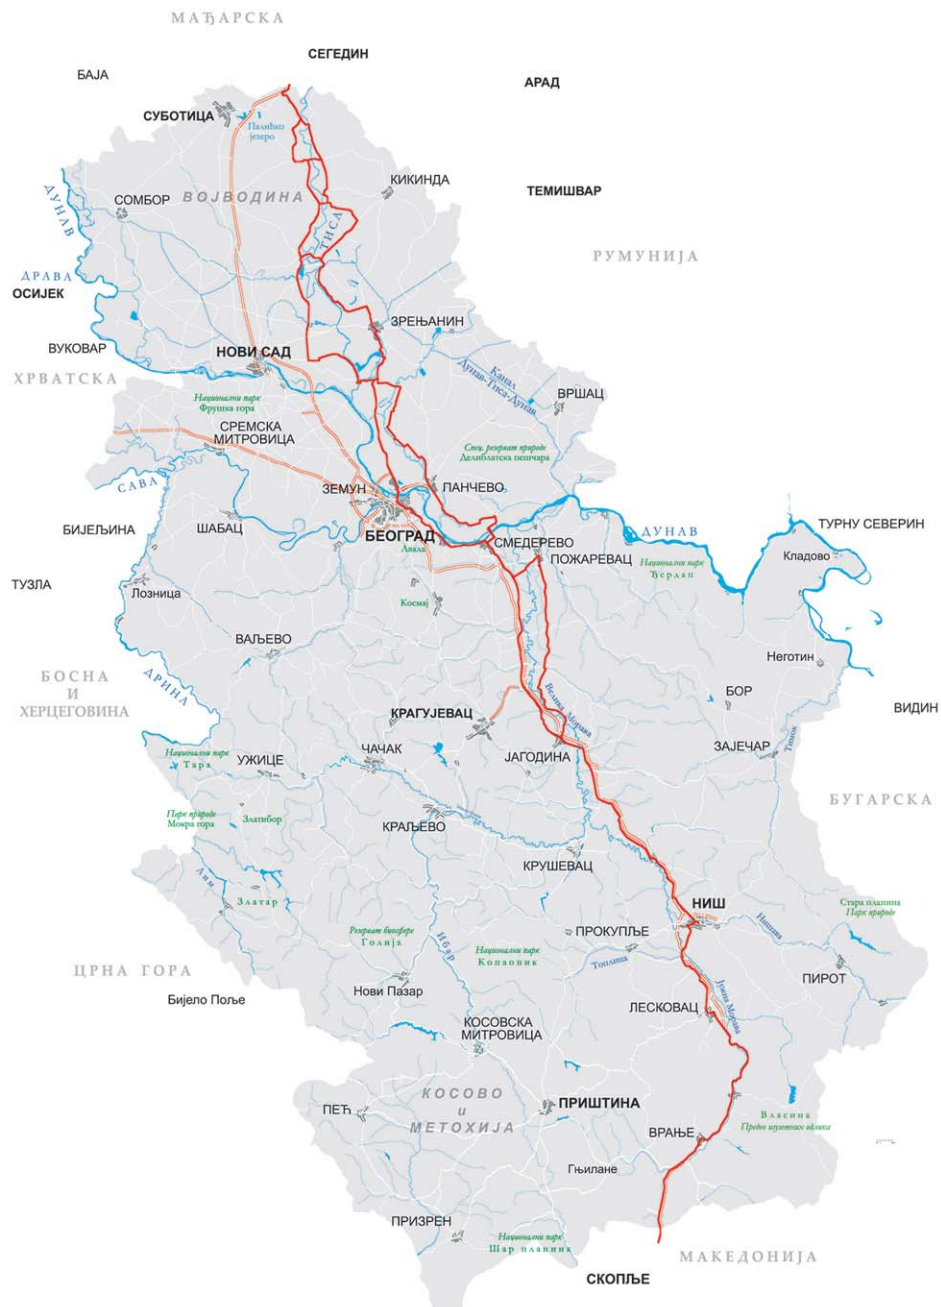 МАЂАРСКА
СЕГЕДИН
БАЈА
АРАД
СУБОТИЦА
Палићко
језеро
КИКИНДА
ТЕМИШВАР
СОМБОР
ВОЈВОДИНА
ДУНАВ
ТИСА
РУМУНИЈА
ДРАВА
ОСИЈЕК
ЗРЕЊАНИН
ВУКОВАР
НОВИ САД
Канал
Дунав-Тиса-Дунав
ХРВАТСКА
ВРШАЦ
Национални парк
Фрушка гора
СРЕМСКА
МИТРОВИЦА
Спец. резерват природе
Делиблатска пешчара
САВА
ЗЕМУН
ПАНЧЕВО
БИЈЕЉИНА
ШАБАЦ
БЕОГРАД
Авала
СМЕДЕРЕВО
ДУНАВ
ТУРНУ СЕВЕРИН
ПОЖАРЕВАЦ
Кладово
Национални парк
Ђердап
ТУЗЛА
Лозница
Космај
ВАЉЕВО
Неготин
БОСНА
И
ХЕРЦЕГОВИНА
ДРИНА
БОР
ВИДИН
КРАГУЈЕВАЦ
Велика Морава
ЗАЈЕЧАР
Тимок
Национални парк
Тара
УЖИЦЕ
ЧАЧАК
ЈАГОДИНА
БУГАРСКА
Парк природе
Мокра гора
Златибор
КРАЉЕВО
КРУШЕВАЦ
Лим
Златар
НИШ
Стара планина
Парк природе
Резерват биосфере
Голија
Ибар
Национални парк
Копаоник
ПРОКУПЉЕ
Топлица
Нишава
ЦРНА ГОРА
Бијело Поље
Нови Пазар
ПИРОТ
ЛЕСКОВАЦ
Јужна Морава
КОСОВСКА
МИТРОВИЦА
КОСОВО
и
МЕТОХИЈА
ПЕЋ
ПРИШТИНА
Власина
Предео изузетних одлика
ВРАЊЕ
Гњилане
ПРИЗРЕН
Национални парк
Шар планина
МАКЕДОНИЈА
СКОПЉЕ